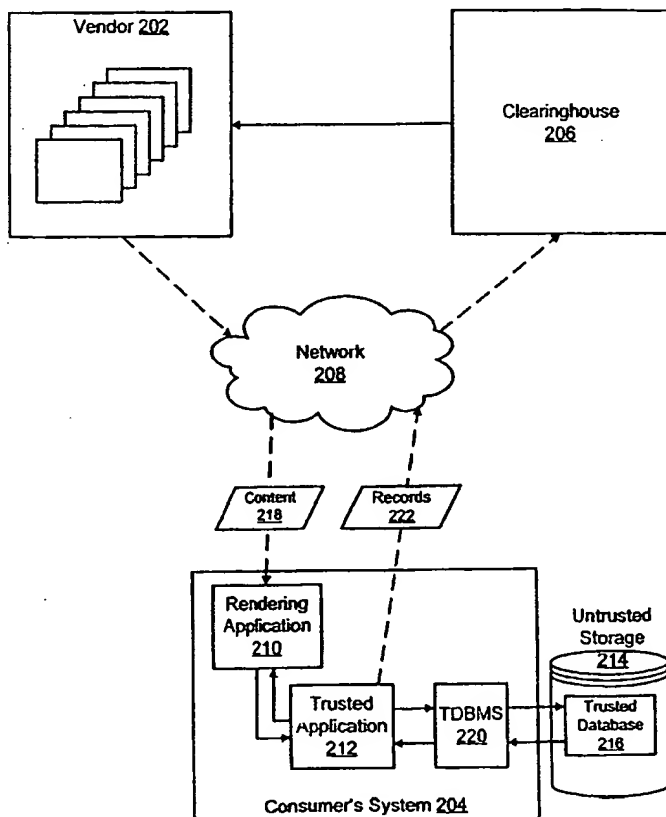 Vendor 202
Clearinghouse
206
Network
208
Content
218
Records
222
Rendering
Application
210
Untrusted
Storage
214
Trusted
Application
212
TDBMS
220
Trusted
Database
216
Consumer's System 204